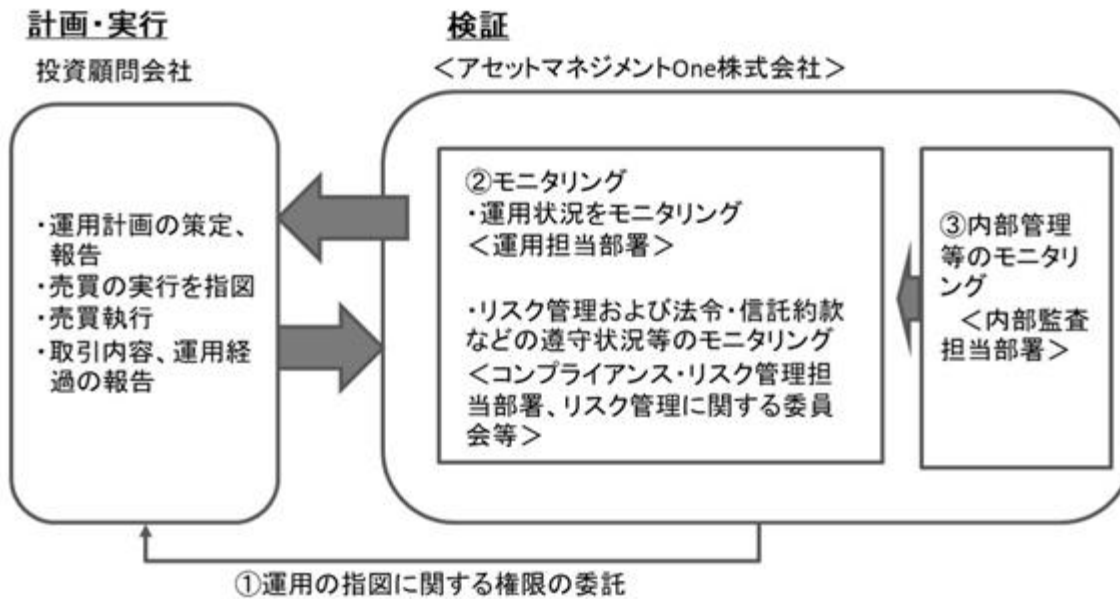 計画・実行
投資顧問会社
・運用計画の策定、
報告
・売買の実行を指図
・売買執行
・取引内容、運用経
過の報告
検証
＜アセットマネジメントOne株式会社＞
②モニタリング
・運用状況をモニタリング
＜運用担当部署＞
・リスク管理および法令・信託約款
などの遵守状況等のモニタリング
＜コンプライアンス・リスク管理担
当部署、リスク管理に関する委員
会等＞
③内部管理
等のモニタリ
ング
＜内部監査
担当部署＞
①運用の指図に関する権限の委託